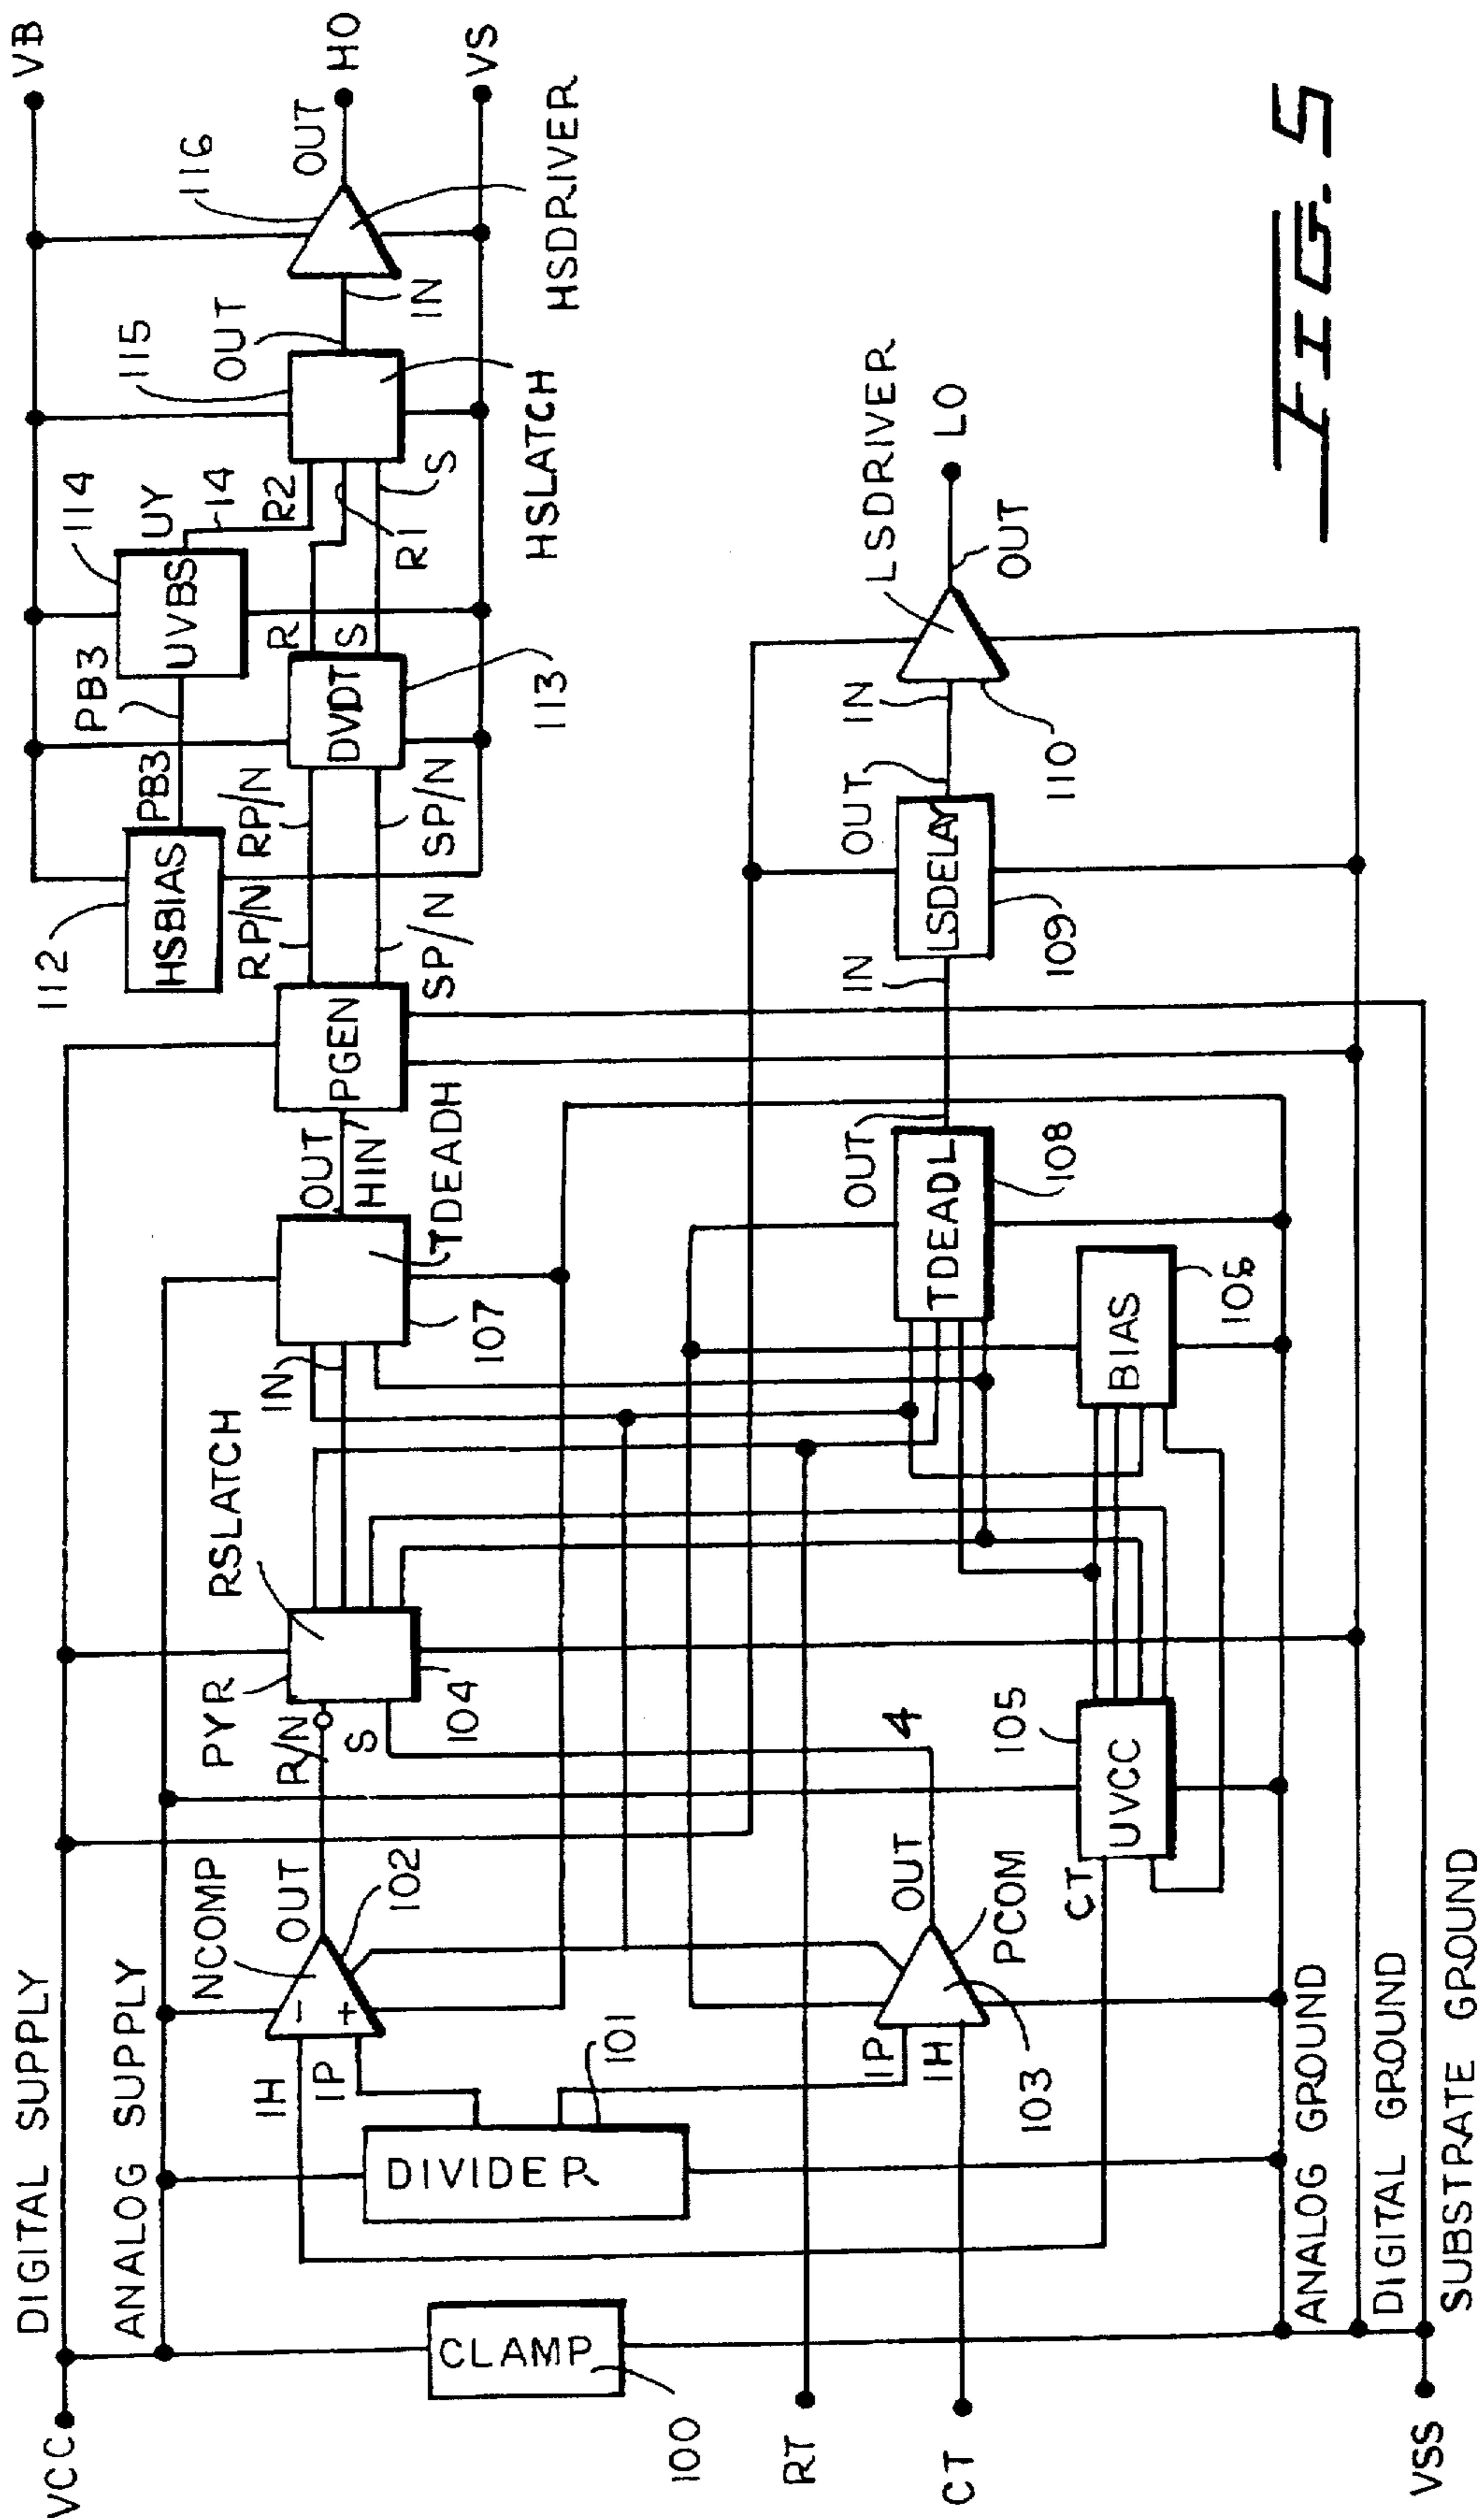 VCC
DIGITAL SUPPLY
ANALOG SUPPLY
CLAMP
100
RT
CT
VSS
ANALOG GROUND
DIGITAL GROUND
SUBSTRATE GROUND
DIVIDER
101
IH
IP
NCOMP
-
+
OUT
102
IP
IH
103
PCOM
OUT
4
CT
UVCC
105
PYR
R/N
S
104
RSLATCH
IN
107
TDEADH
OUT
HIN
BIAS
106
TDEADL
108
OUT
PGEN
RP/N
SP/N
RP/N
SP/N
112
HSBIAS
PB3
PB3
UVBS
114
UY
114
DVDT
113
R
S
R2
R1
S
115
HSLATCH
OUT
IN
116
HSDRIVER
OUT
VB
HO
VS
IN
LSDELAY
109
OUT
IN
110
LSDRIVER
OUT
LO
FIG. 5